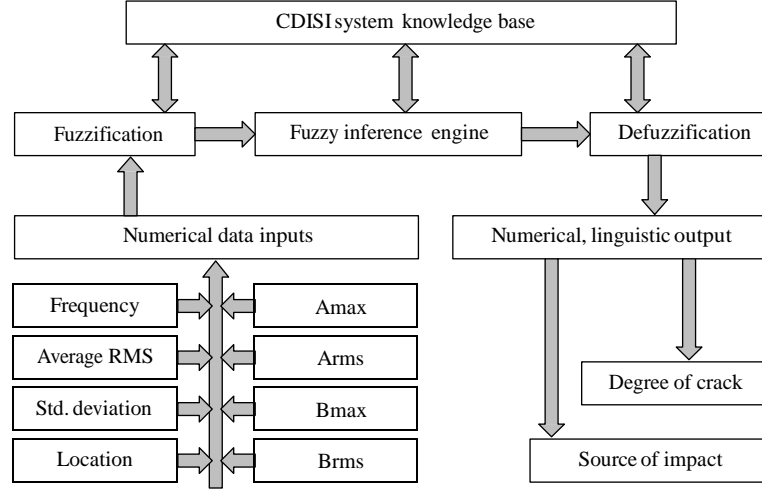 CDISI system knowledge base
Fuzzification
Fuzzy inference engine
Defuzzification
Numerical data inputs
Numerical, linguistic output
Frequency
Amax
Average RMS
Arms
Degree of crack
Std. deviation
Bmax
Location
Brms
Source of impact